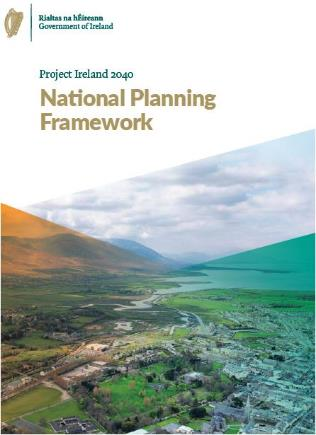 Rialtas na hÉireann
Government of Ireland
Project Ireland 2040
National Planning
Framework